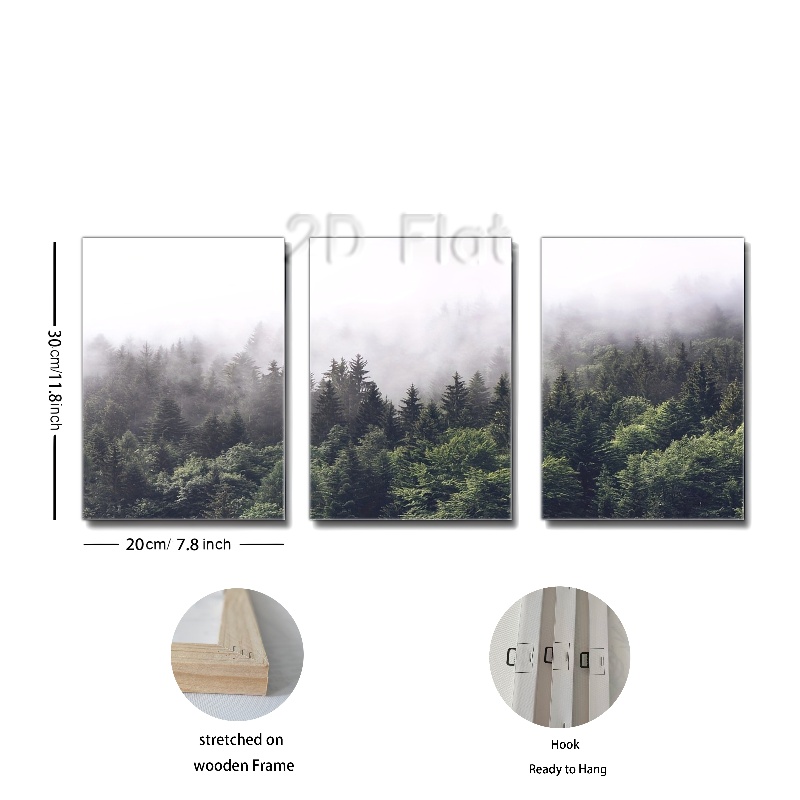 2D Flat
30cm/11.8inch
20cm/ 7.8 inch
stretched on
wooden Frame
Hook
Ready to Hang